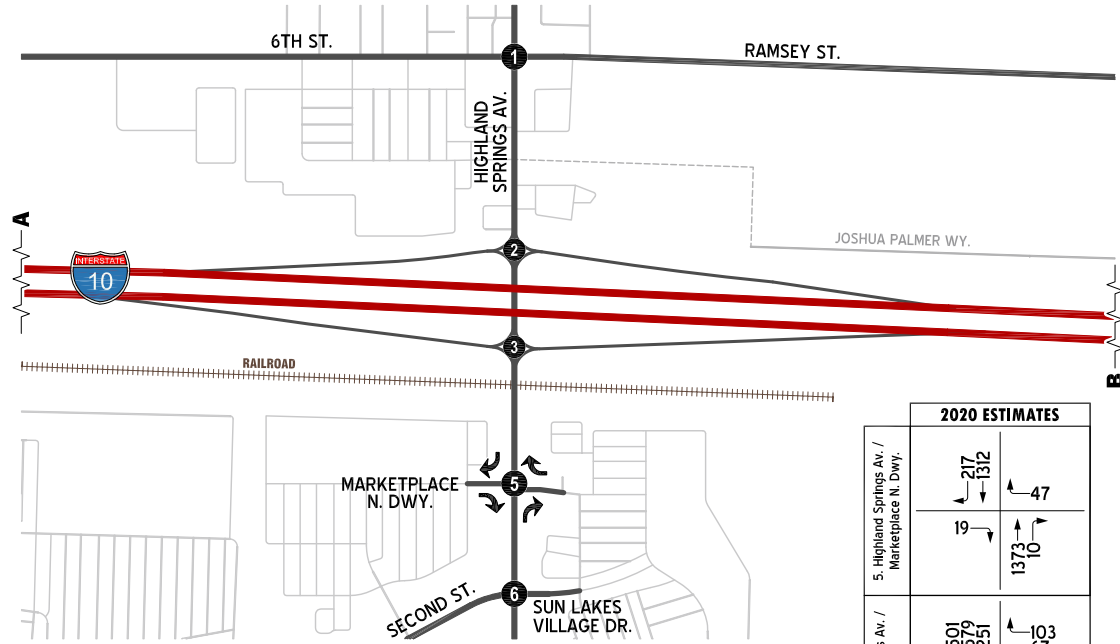 6TH ST.
RAMSEY ST.
1
HIGHLAND
SPRINGS AV.
A
2
JOSHUA PALMER WY.
INTERSTATE
10
3
RAILROAD
B
2020 ESTIMATES
5. Highland Springs Av. /
Marketplace N. Dwy.
217
1312
47
19
1373
10
MARKETPLACE
N. DWY.
5
SECOND ST.
6
SUN LAKES
VILLAGE DR.
Av. /
103